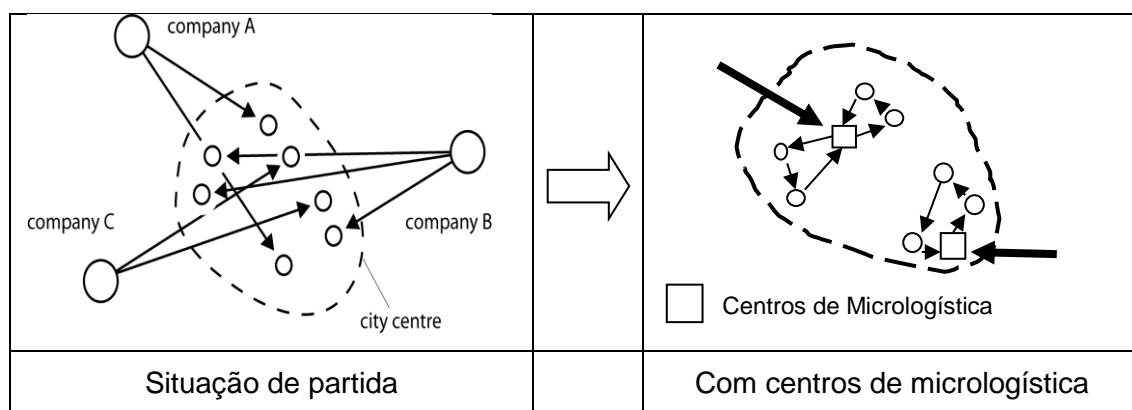 company A
company C
company B
city centre
Centros de Micrologística
Situação de partida
Com centros de micrologística